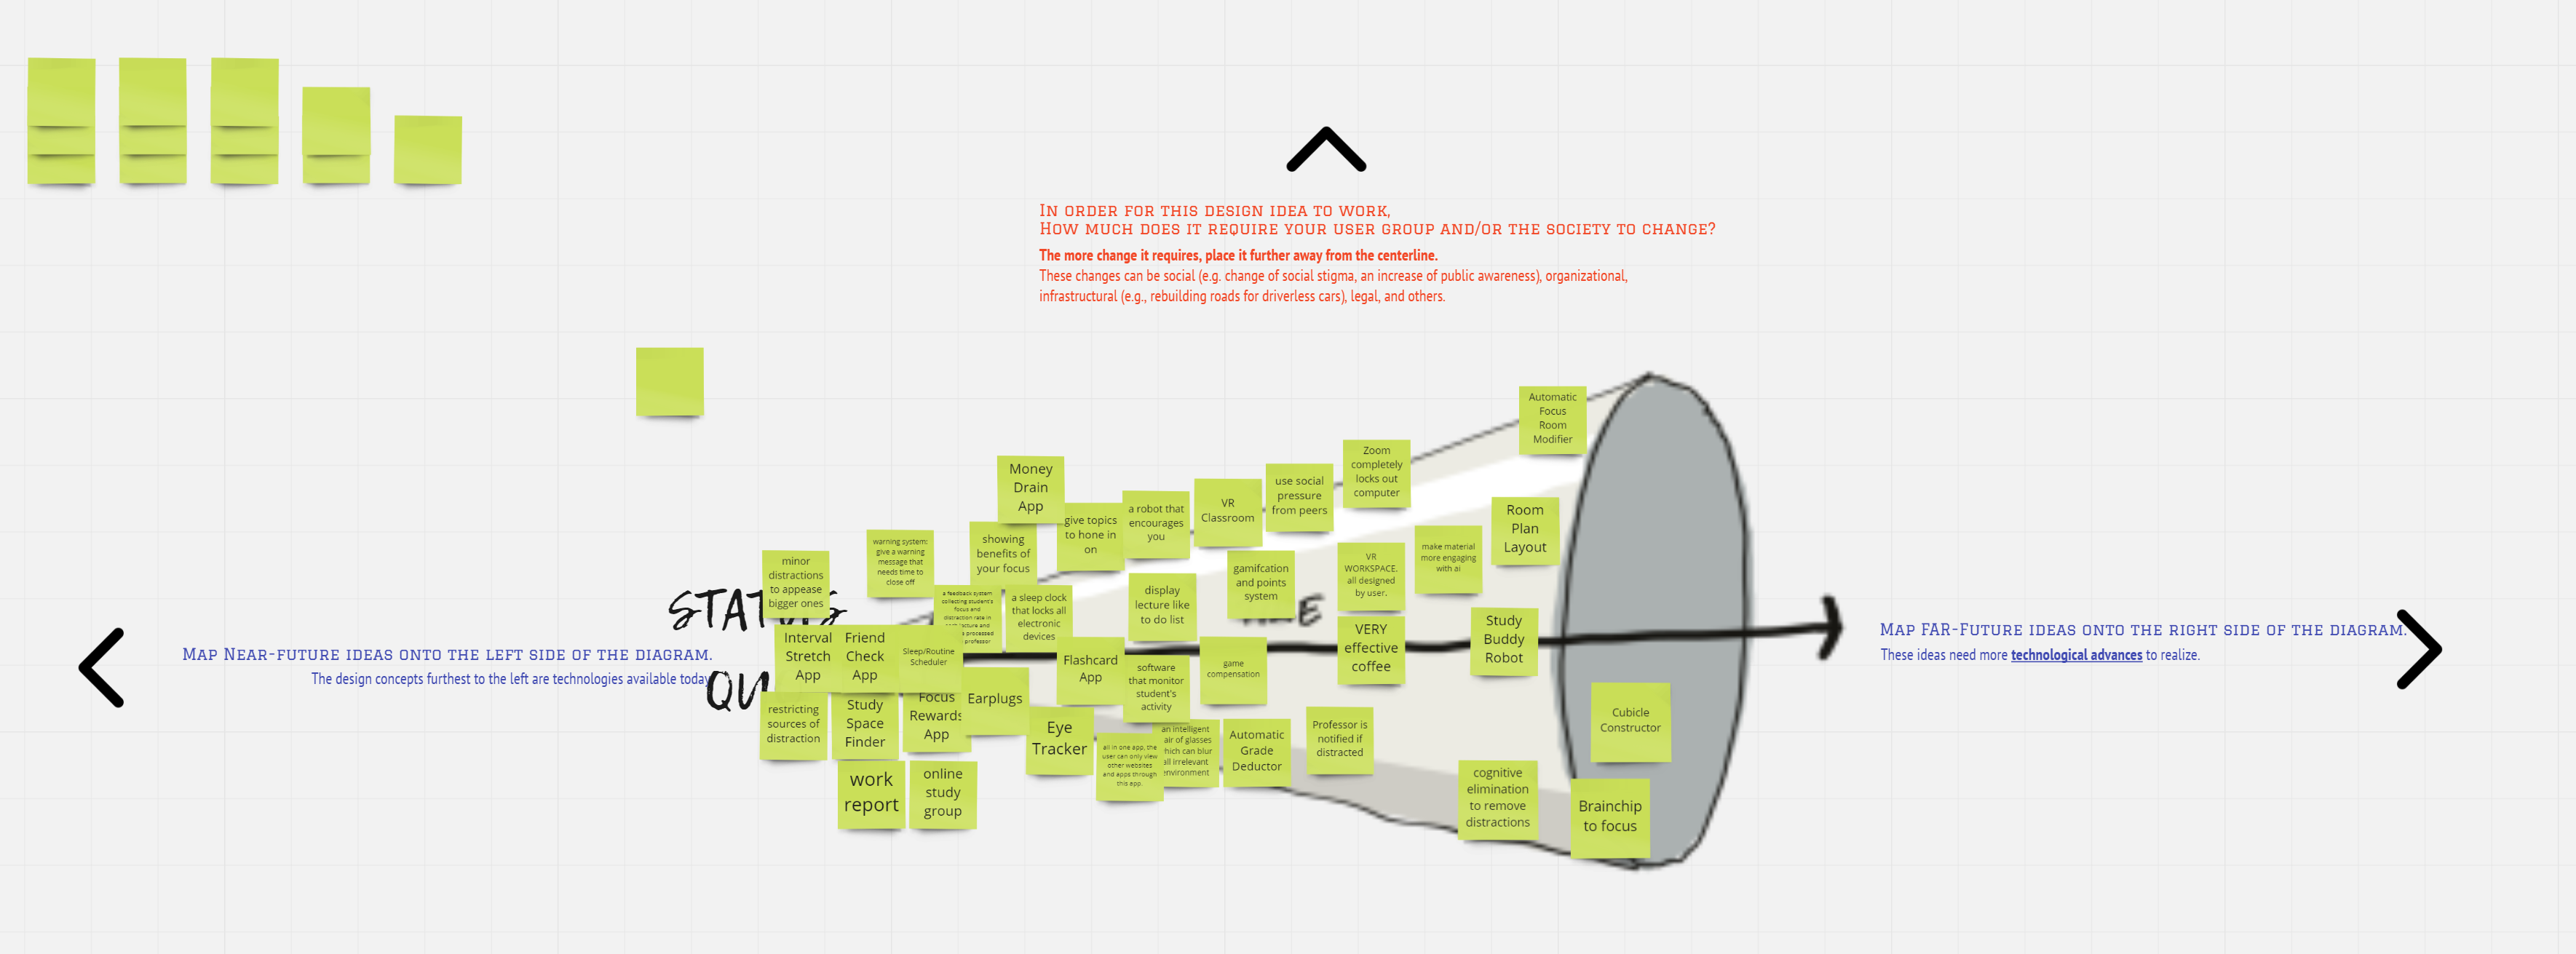 In order for this design idea to work,
How much does it require your user group and/or the society to change?
The more change it requires, place it further away from the centerline.
These changes can be social (e.g. change of social stigma, an increase of public awareness), organizational,
infrastructural (e.g., rebuilding roads for driverless cars), legal, and others.
Automatic
Focus
Room
Modifier
Zoom
completely
locks out
computer
Money
Drain
App
use social
pressure
from peers
VR
Classroom
a robot that
encourages
you
give topics
to hone in
on
Room
Plan
Layout
showing
benefits of
your focus
warning system:
give a warning
message that
needs time to
close off
make material
more engaging
with ai
VR
WORKSPACE.
all designed
by user.
minor
distractions
to appease
bigger ones
gamifcation
and points
system
display
lecture like
to do list
a feedback system
collecting student's
focus and
distraction rate in
processed
professor
a sleep clock
that locks all
electronic
devices
STATUS
QU
Map Near-future ideas onto the left side of the diagram.
The design concepts furthest to the left are technologies available today
Map FAR-Future ideas onto the right side of the diagram.
These ideas need more technological advances to realize.
Interval
Stretch
App
Friend
Check
App
Sleep/Routine
Scheduler
Flashcard
App
software
that monitor
student's
activity
game
compensation
VERY
effective
coffee
Study
Buddy
Robot
restricting
sources of
distraction
Study
Space
Finder
Focus
Rewards
App
Earplugs
Eye
Tracker
all in one app, the
user can only view
other websites
and apps through
this app.
an intelligent
air of glasses
which can blur
all irrelevant
environment
Automatic
Grade
Deductor
Professor is
notified if
distracted
Cubicle
Constructor
work
report
online
study
group
cognitive
elimination
to remove
distractions
Brainchip
to focus